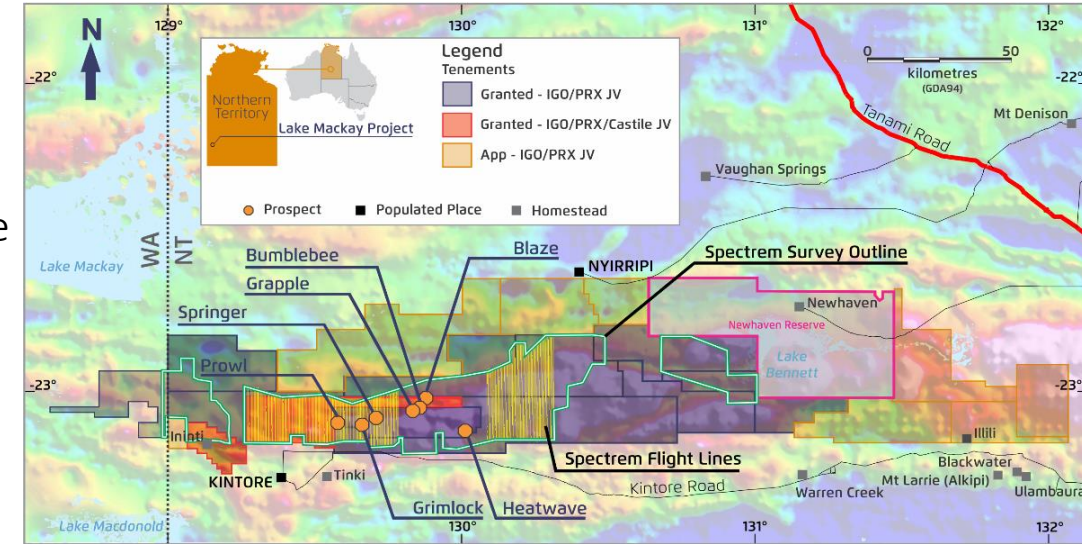 129°
130°
131°
132°
N
-22°
-22°
Legend
Tenements
Granted - IGO/PRX JV
Granted - IGO/PRX/Castile JV
App - IGO/PRX JV
Northern
Territory
Lake Mackay Project
Prospect
Populated Place
Homestead
0
50
kilometres
(GDA94)
Tanami Road
Mt Denison
Vaughan Springs
WA
NT
Lake Mackay
Bumblebee
Blaze
Grapple
Springer
Prowl
NYIRRIPI
Spectrem Survey Outline
Newhaven
Newhaven Reserve
Lake
Bennett
e
-23°
-23°
Ininti
KINTORE
Tinki
Spectrem Flight Lines
Kintore Road
Illili
Blackwater
Mt Larrie (Alkipi)
Warren Creek
Ulambaura
Grimlock
Heatwave
Lake Macdonald
130°
131°
132°